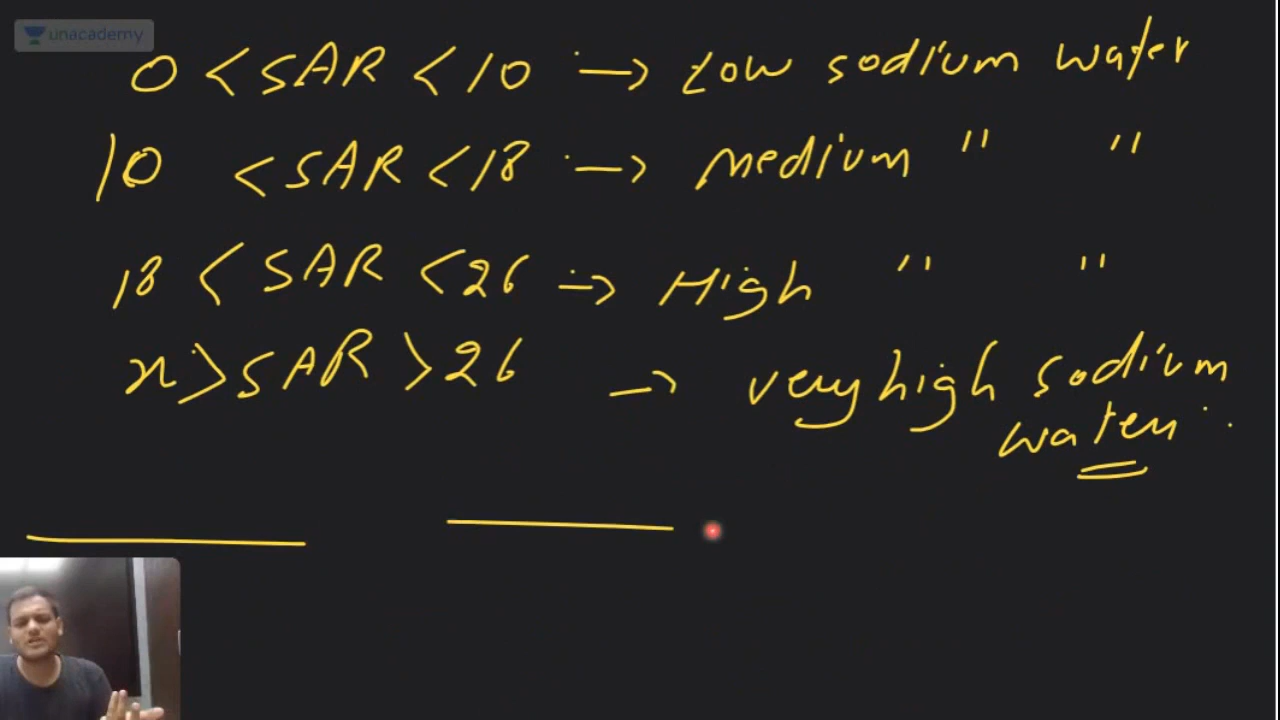 unacademy
0 < SAR < 10 → Low sodium water
10 < SAR < 18 → medium " "
18 < SAR < 26 → High " "
x > SAR > 26 → very high sodium
water